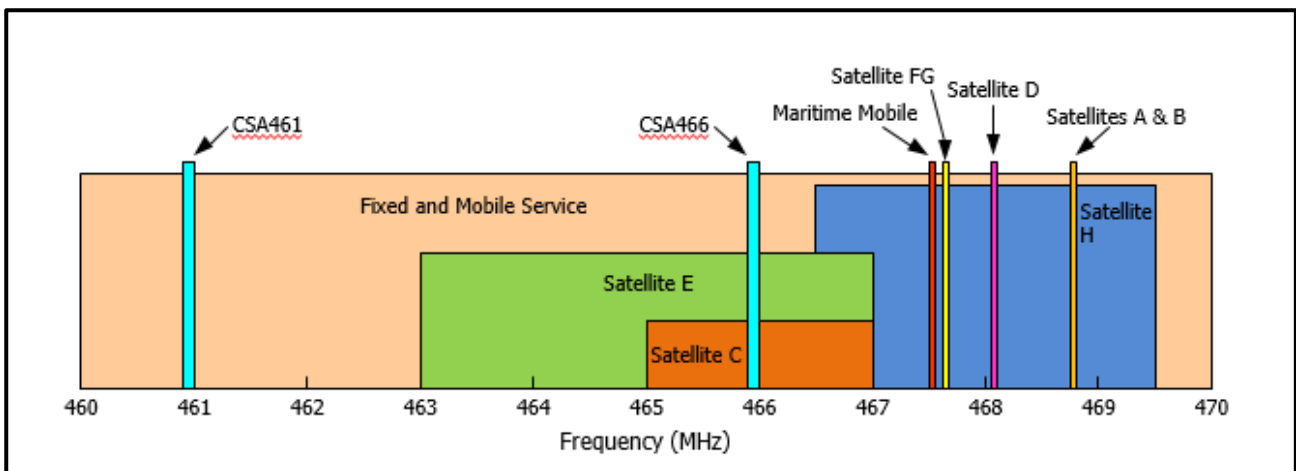 Satellite FG
Satellite D
Maritime Mobile
Satellites A & B
CSA461
CSA466
Fixed and Mobile Service
Satellite
H
Satellite E
Satellite C
460 461 462 463 464 465 466 467 468 469 470
Frequency (MHz)